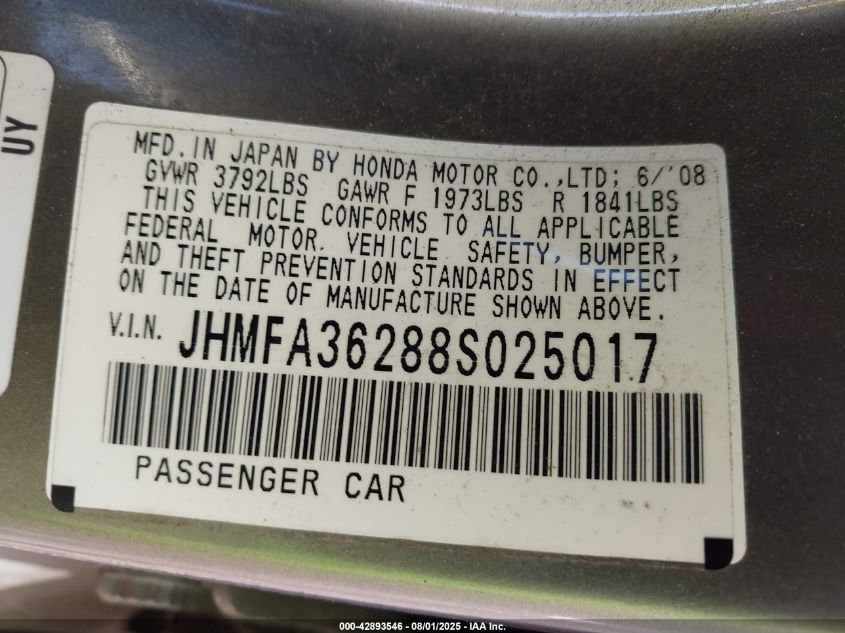 UY
MFD.IN JAPAN BY HONDA MOTOR CO.,LTD; 6/'08
GVWR 3792LBS GAWR F 1973LBS R 1841LBS
THIS VEHICLE CONFORMS TO ALL APPLICABLE
FEDERAL MOTOR VEHICLE SAFETY, BUMPER,
AND THEFT PREVENTION STANDARDS IN EFFECT
ON THE DATE OF MANUFACTURE SHOWN ABOVE.
V.I.N. JHMFA36288S025017
PASSENGER CAR
000-42893546 - 08/01/2025 - IAA Inc.